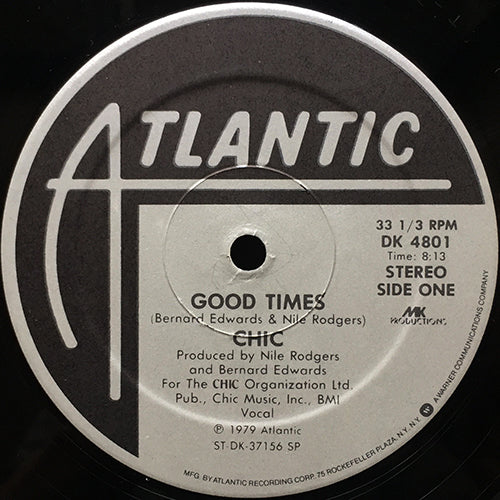 ATLANTIC
33 1/3 RPM
DK 4801
Time: 8:13
STEREO
SIDE ONE
MK
PRODUCTIONS
GOOD TIMES
(Bernard Edwards & Nile Rodgers)
CHIC
Produced by Nile Rodgers
and Bernard Edwards
For The CHIC Organization Ltd.
Pub., Chic Music, Inc., BMI
Vocal
℗ 1979 Atlantic
ST-DK-37156 SP
MFG. BY ATLANTIC RECORDING CORP. 75 ROCKEFELLER PLAZA, N.Y., N.Y. A WARNER COMMUNICATIONS COMPANY